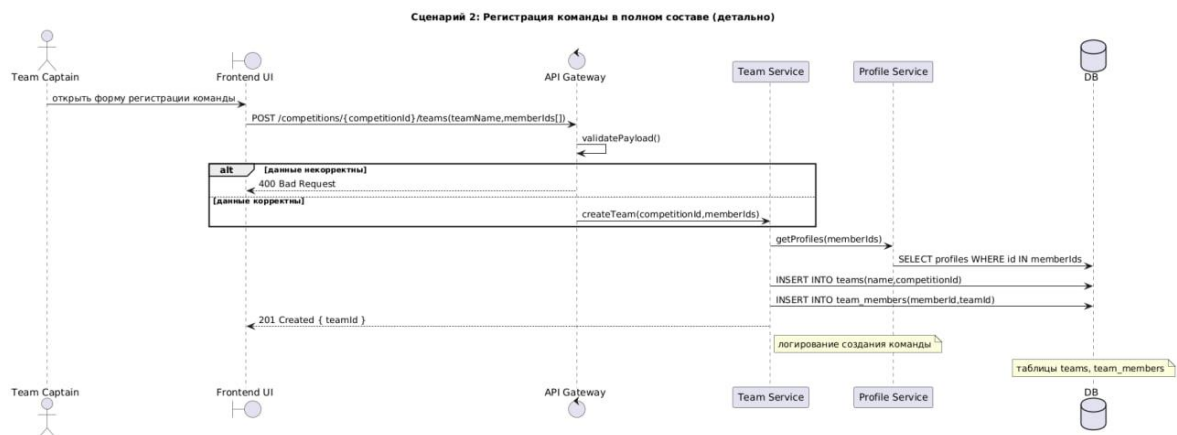 Сценарий 2: Регистрация команды в полном составе (детально)
Team Captain
Frontend UI
API Gateway
Team Service
Profile Service
DB
открыть форму регистрации команды
POST /competitions/{competitionId}/teams(teamName,memberIds[])
validatePayload()
alt [данные некорректны]
400 Bad Request
[данные корректны]
createTeam(competitionId,memberIds)
getProfiles(memberIds)
SELECT profiles WHERE id IN memberIds
INSERT INTO teams(name,competitionId)
INSERT INTO team_members(memberId,teamId)
201 Created { teamId }
логирование создания команды
таблицы teams, team_members
Team Captain
Frontend UI
API Gateway
Team Service
Profile Service
DB